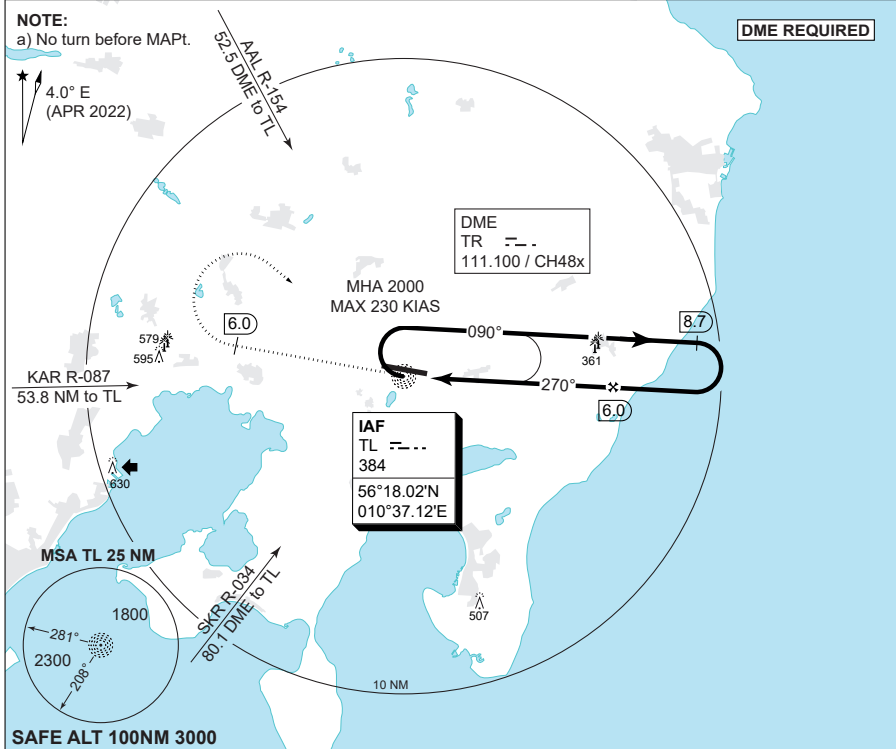 NOTE:
a) No turn before MAPt.
DME REQUIRED
4.0° E
(APR 2022)
AAL R-154
52.5 DME to TL
DME
TR
111.100 / CH48x
MHA 2000
MAX 230 KIAS
6.0
8.7
090°
579
595
361
KAR R-087
53.8 NM to TL
270°
6.0
IAF
TL
384
56°18.02'N
010°37.12'E
630
MSA TL 25 NM
SKR R-034
80.1 DME to TL
507
1800
281°
2300
208°
10 NM
SAFE ALT 100NM 3000